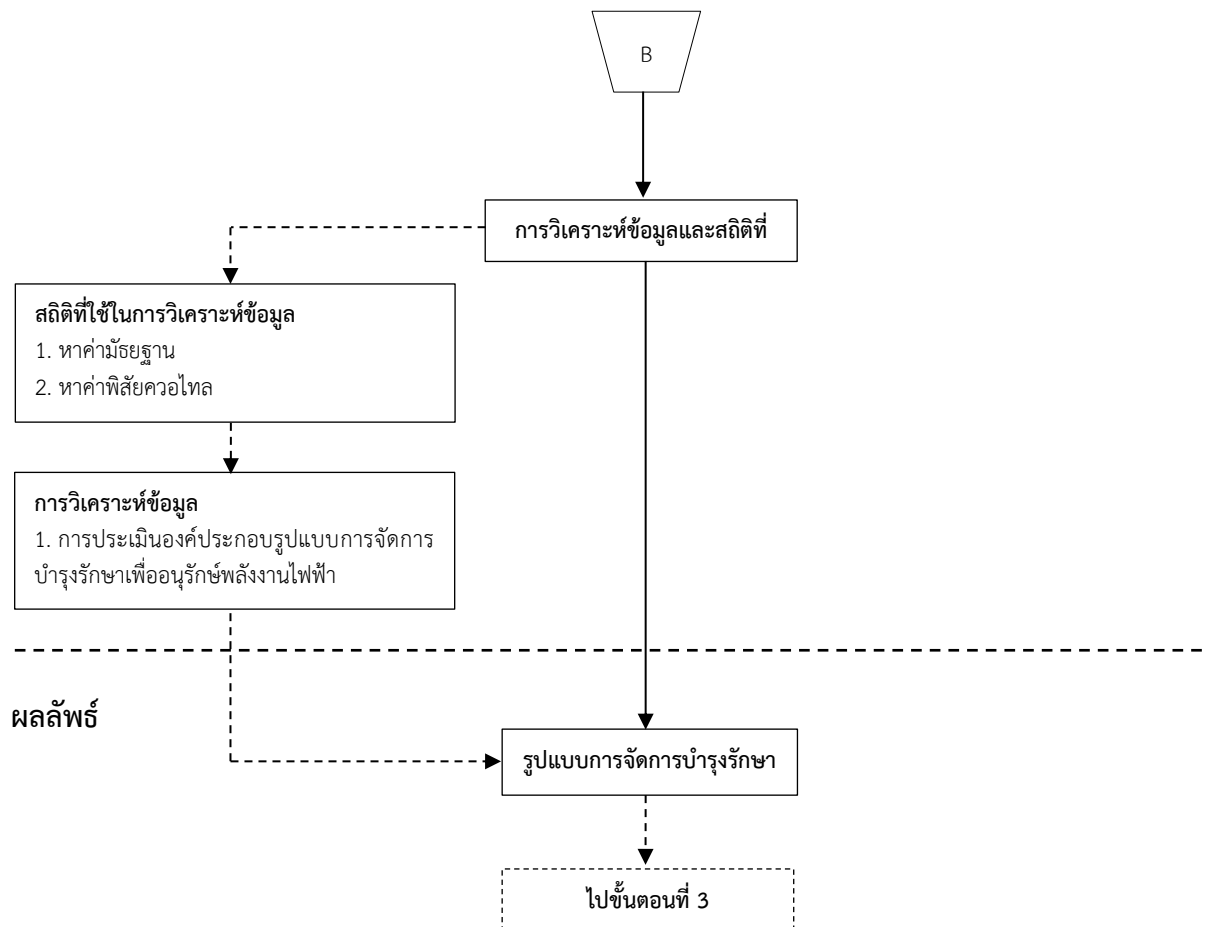 B
การวิเคราะห์ข้อมูลและสถิติที่
สถิติที่ใช้ในการวิเคราะห์ข้อมูล
1. หาค่ามัธยฐาน
2. หาค่าพิสัยควอไทล
การวิเคราะห์ข้อมูล
1. การประเมินองค์ประกอบรูปแบบการจัดการ
บำรุงรักษาเพื่ออนุรักษ์พลังงานไฟฟ้า
ผลลัพธ์
รูปแบบการจัดการบำรุงรักษา
ไปขั้นตอนที่ 3